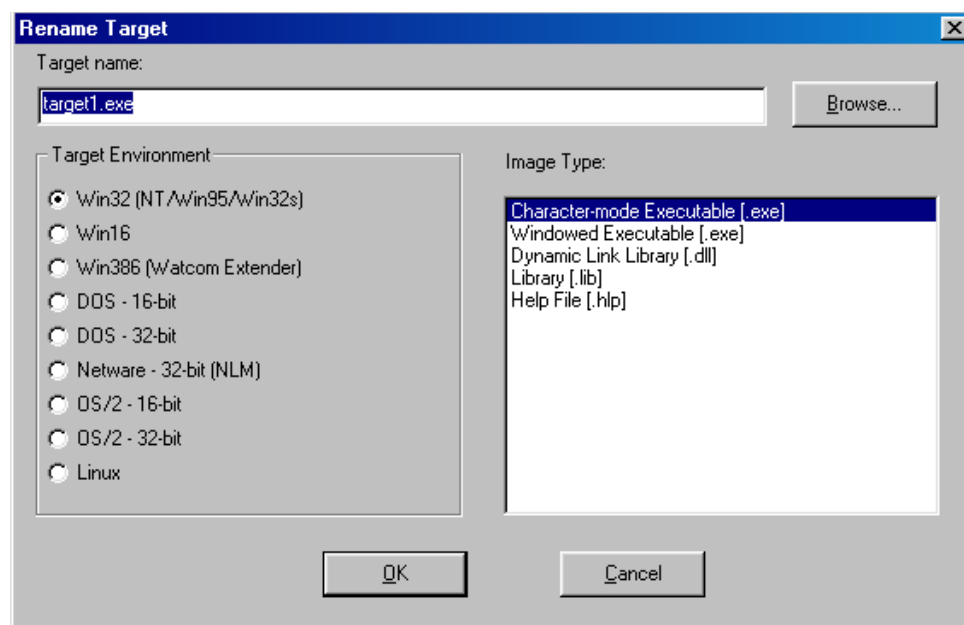 Rename Target
Target name:
target1.exe
Browse...
Target Environment
Win32 (NT/Win95/Win32s)
Win16
Win386 (Watcom Extender)
DOS - 16-bit
DOS - 32-bit
Netware - 32-bit (NLM)
OS/2 - 16-bit
OS/2 - 32-bit
Linux
Image Type:
Character-mode Executable [.exe]
Windowed Executable [.exe]
Dynamic Link Library [.dll]
Library [.lib]
Help File [.hlp]
OK
Cancel